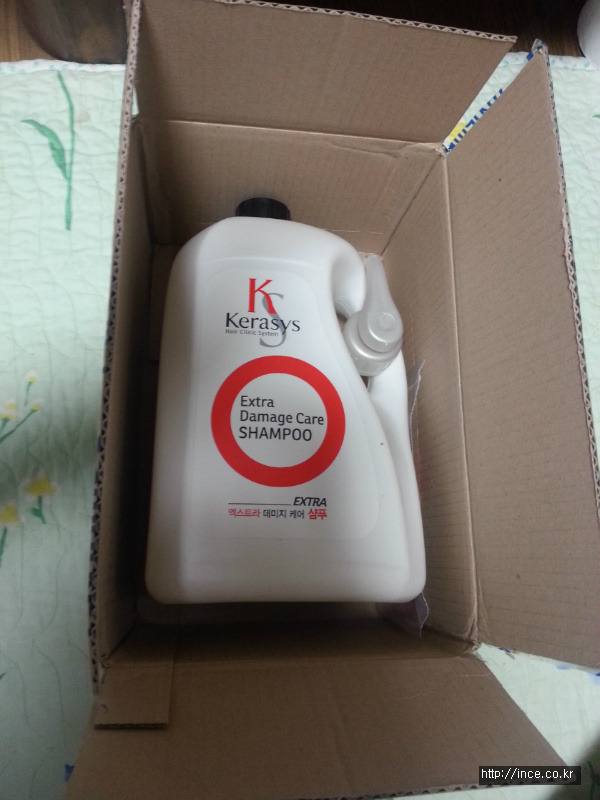 KS
Kerasys
Hair Clinic System
Extra
Damage Care
SHAMPOO
EXTRA
엑스트라 데미지 케어 샴푸
http://ince.co.kr